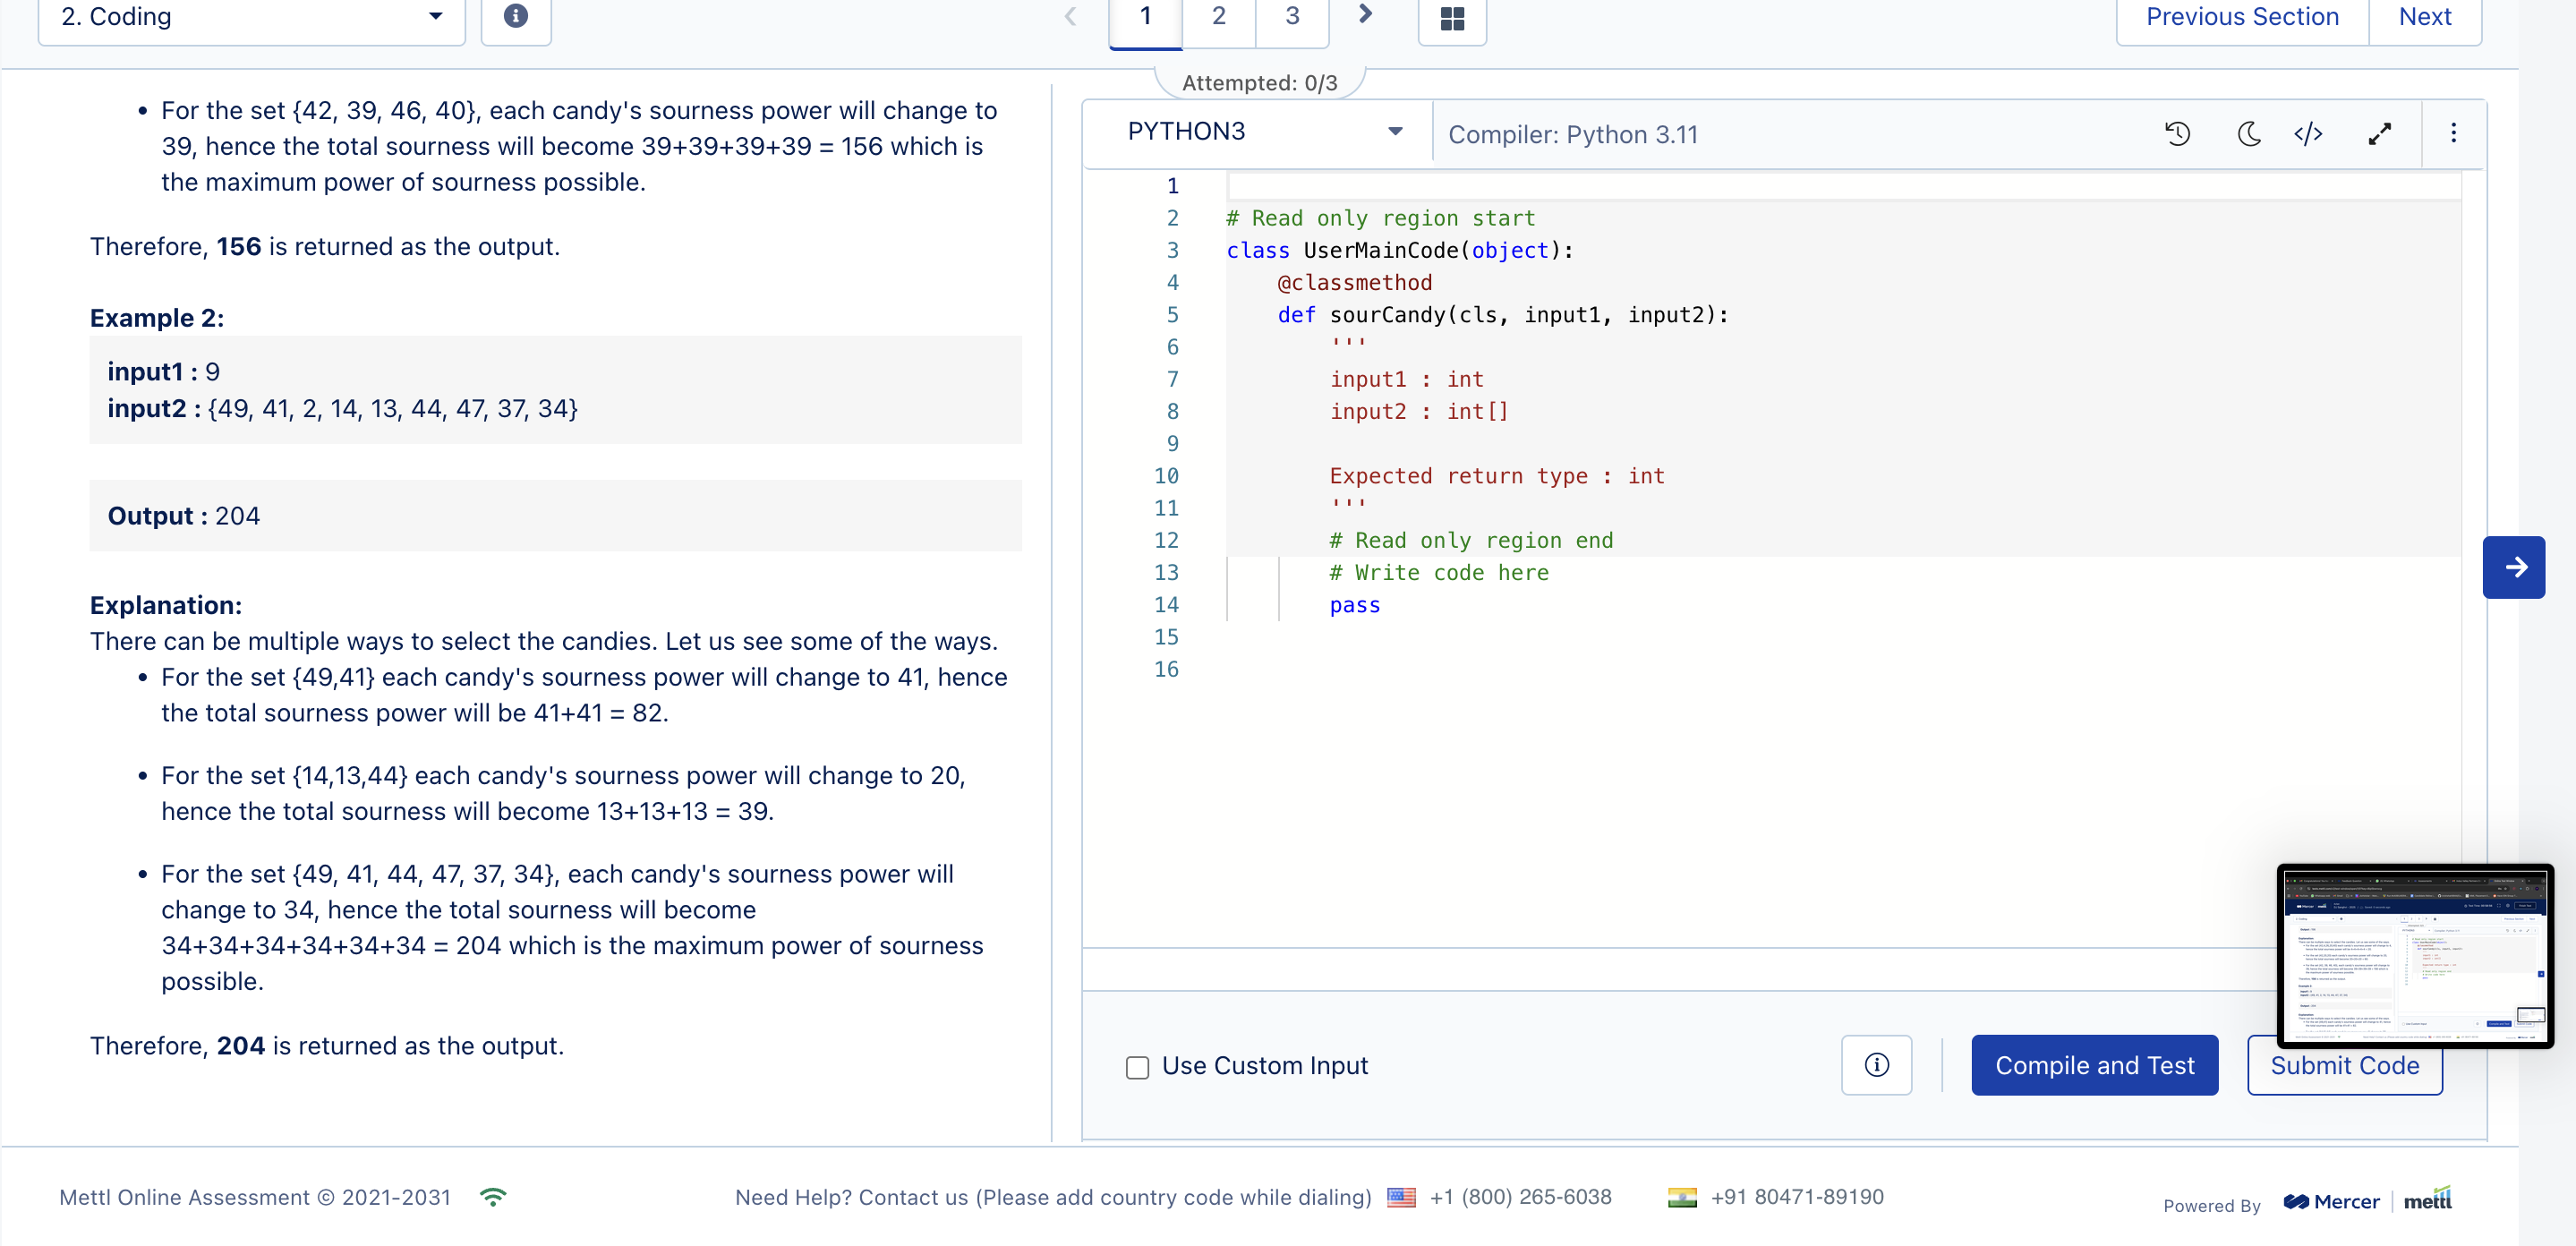 2. Coding
1 2 3
Previous Section Next
Attempted: 0/3
• For the set {42, 39, 46, 40}, each candy's sourness power will change to
39, hence the total sourness will become 39+39+39+39 = 156 which is
the maximum power of sourness possible.
Therefore, 156 is returned as the output.
Example 2:
input1 : 9
input2 : {49, 41, 2, 14, 13, 44, 47, 37, 34}
Output : 204
Explanation:
There can be multiple ways to select the candies. Let us see some of the ways.
• For the set {49,41} each candy's sourness power will change to 41, hence
the total sourness power will be 41+41 = 82.
• For the set {14,13,44} each candy's sourness power will change to 20,
hence the total sourness will become 13+13+13 = 39.
• For the set {49, 41, 44, 47, 37, 34}, each candy's sourness power will
change to 34, hence the total sourness will become
34+34+34+34+34+34 = 204 which is the maximum power of sourness
possible.
Therefore, 204 is returned as the output.
PYTHON3
Compiler: Python 3.11
1
2 # Read only region start
3 class UserMainCode(object):
4 @classmethod
5 def sourCandy(cls, input1, input2):
6 '''
7 input1 : int
8 input2 : int[]
9
10 Expected return type : int
11 '''
12 # Read only region end
13 # Write code here
14 pass
15
16
Use Custom Input
Compile and Test
Submit Code
Mettl Online Assessment © 2021-2031
Need Help? Contact us (Please add country code while dialing) +1 (800) 265-6038 +91 80471-89190
Powered By Mercer | mettl